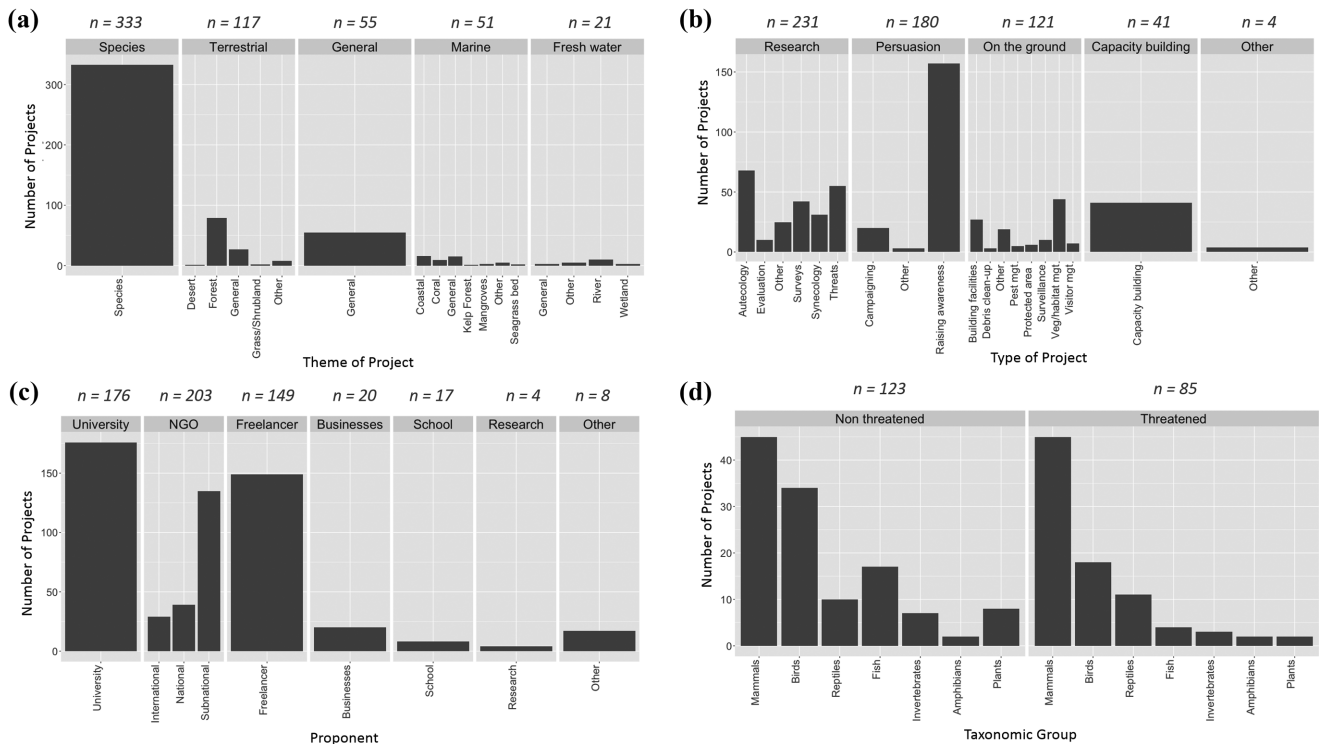 (a)
n = 333 n = 117 n = 55 n = 51 n = 21
Species Terrestrial General Marine Fresh water
Number of Projects
300
200
100
0
Species
Desert
Forest
General
Grass/Shrubland
Other
General
Coastal
Coral
General
Kelp Forest
Mangroves
Other
Seagrass bed
General
Other
River
Wetland
Theme of Project
(b)
n = 231 n = 180 n = 121 n = 41 n = 4
Research Persuasion On the ground Capacity building Other
Number of Projects
150
100
50
0
Autecology
Evaluation
Other
Surveys
Synecology
Threats
Campaigning
Other
Raising awareness
Building facilities
Debris clean-up
Other
Pest mgt
Protected area
Surveillance
Veg/habitat mgt
Visitor mgt
Capacity building
Other
Type of Project
(c)
n = 176 n = 203 n = 149 n = 20 n = 17 n = 4 n = 8
University NGO Freelancer Businesses School Research Other
Number of Projects
150
100
50
0
University
International
National
Subnational
Freelancer
Businesses
School
Research
Other
Proponent
(d)
n = 123 n = 85
Non threatened Threatened
Number of Projects
40
30
20
10
0
Mammals
Birds
Reptiles
Fish
Invertebrates
Amphibians
Plants
Mammals
Birds
Reptiles
Fish
Invertebrates
Amphibians
Plants
Taxonomic Group